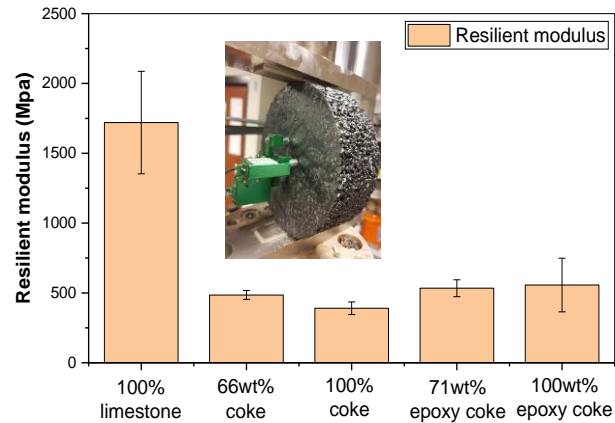 Resilient modulus (Mpa)
2500
2000
1500
1000
500
0
Resilient modulus
100%
limestone
66wt%
coke
100%
coke
71wt%
epoxy coke
100wt%
epoxy coke